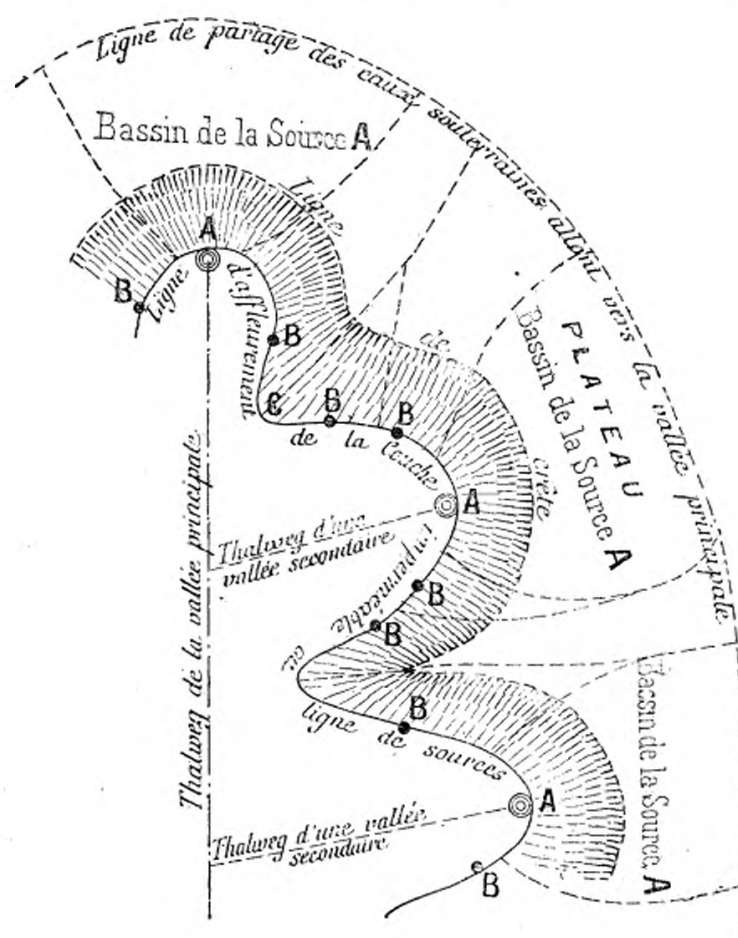 Ligne de partage des eaux souterraines allant vers la vallée principale.
Bassin de la Source A
Ligne de crête
A
B
Ligne d'affleurement de la couche imperméable ou ligne de sources
B
C
B
B
PLATEAU
Bassin de la Source A
A
Thalweg d'une
vallée secondaire
B
B
Thalweg de la vallée principale
B
Bassin de la Source A
A
Thalweg d'une vallée
secondaire
B